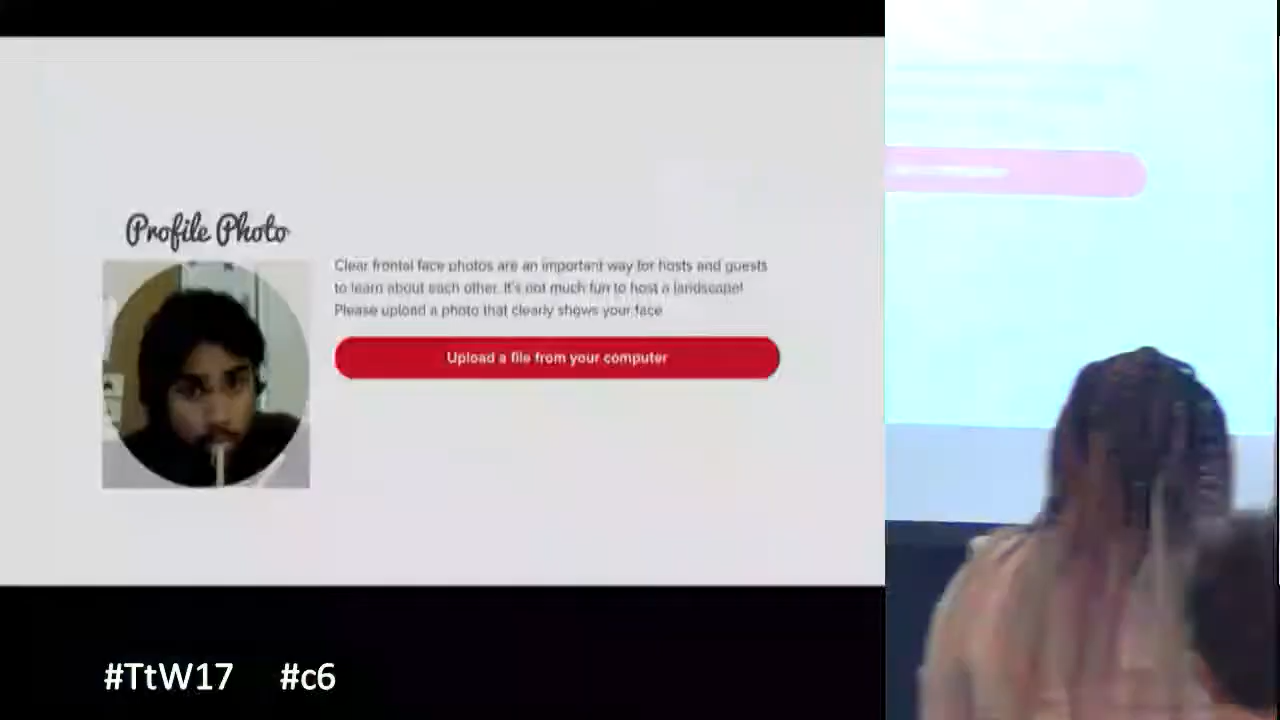 Profile Photo
Clear frontal face photos are an important way for hosts and guests
to learn about each other. It's not much fun to host a landscape!
Please upload a photo that clearly shows your face
Upload a file from your computer
#TtW17 #c6